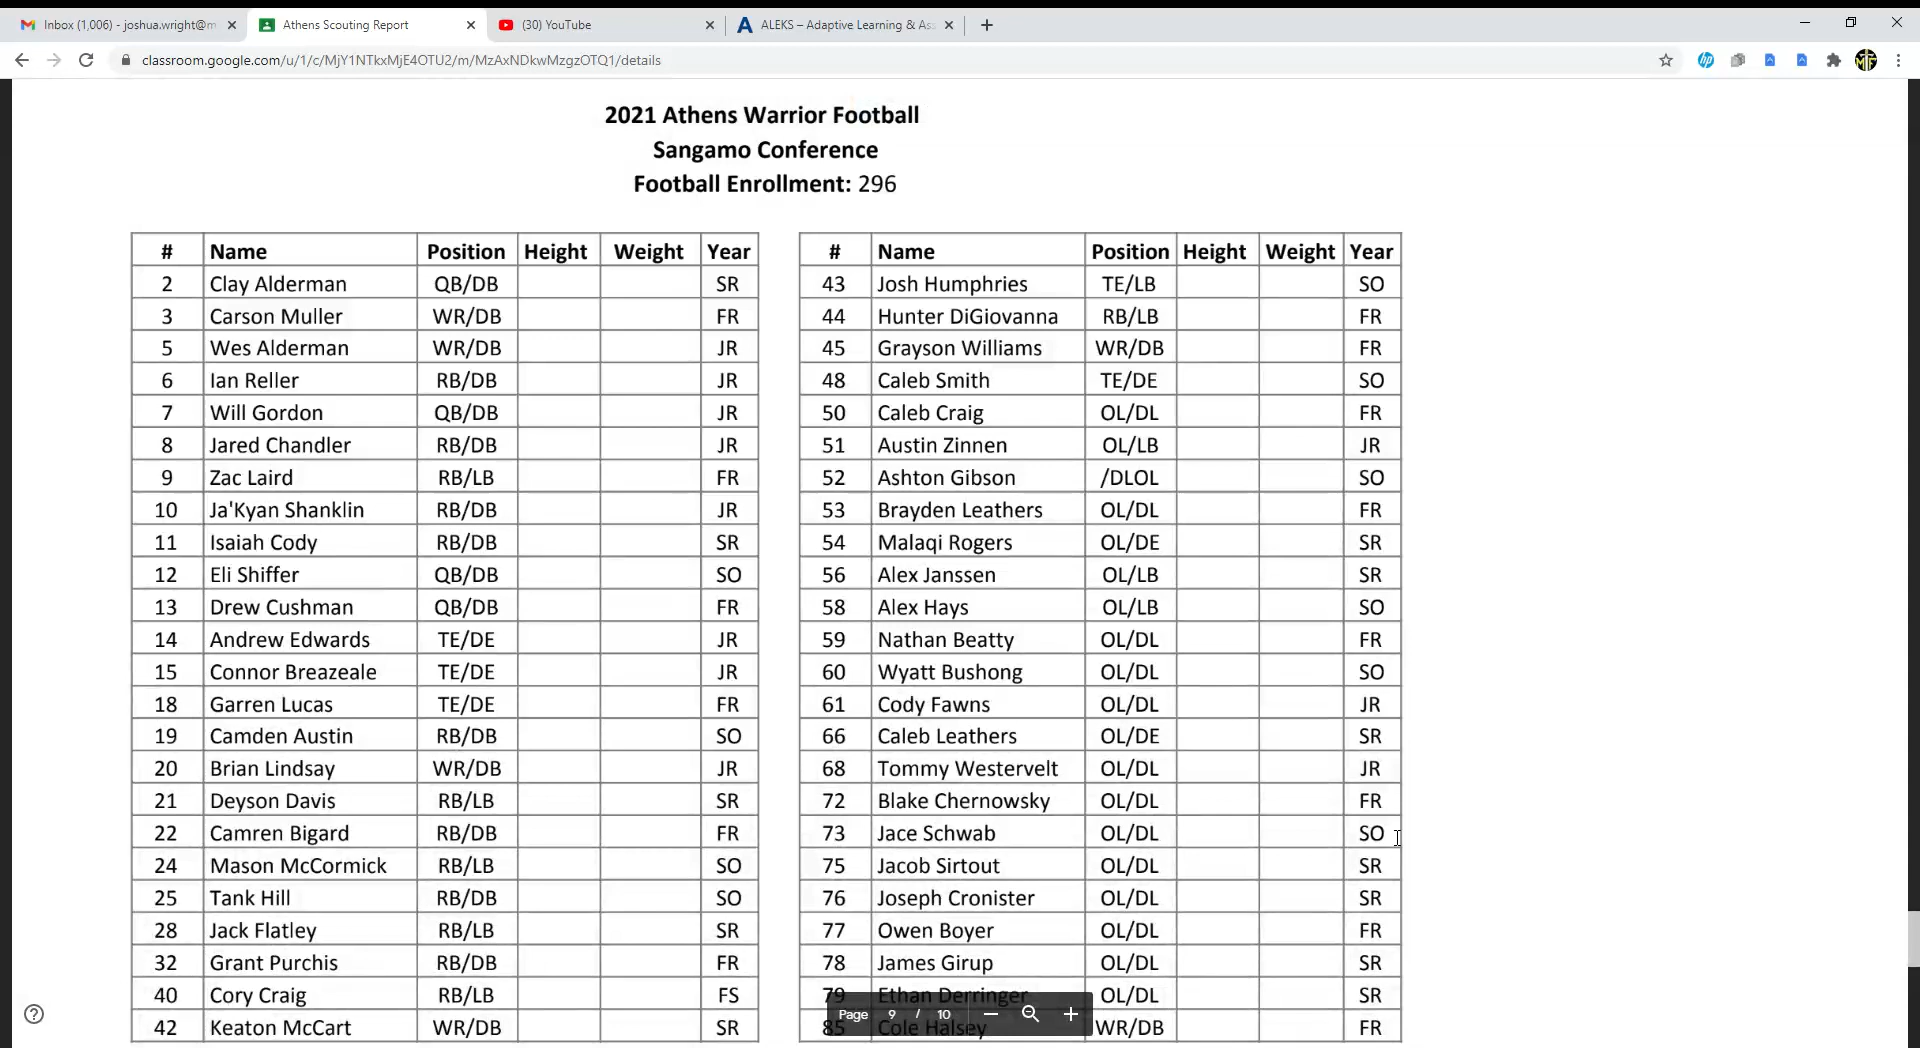 Inbox (1,006) - joshua.wright@m
Athens Scouting Report
(30) YouTube
ALEKS – Adaptive Learning & As
classroom.google.com/u/1/c/MjY1NTkxMjE4OTU2/m/MzAxNDkwMzgzOTQ1/details
2021 Athens Warrior Football
Sangamo Conference
Football Enrollment: 296
# Name Position Height Weight Year
2 Clay Alderman QB/DB SR
3 Carson Muller WR/DB FR
5 Wes Alderman WR/DB JR
6 Ian Reller RB/DB JR
7 Will Gordon QB/DB JR
8 Jared Chandler RB/DB JR
9 Zac Laird RB/LB FR
10 Ja'Kyan Shanklin RB/DB JR
11 Isaiah Cody RB/DB SR
12 Eli Shiffer QB/DB SO
13 Drew Cushman QB/DB FR
14 Andrew Edwards TE/DE JR
15 Connor Breazeale TE/DE JR
18 Garren Lucas TE/DE FR
19 Camden Austin RB/DB SO
20 Brian Lindsay WR/DB JR
21 Deyson Davis RB/LB SR
22 Camren Bigard RB/DB FR
24 Mason McCormick RB/LB SO
25 Tank Hill RB/DB SO
28 Jack Flatley RB/LB SR
32 Grant Purchis RB/DB FR
40 Cory Craig RB/LB FS
42 Keaton McCart WR/DB SR
# Name Position Height Weight Year
43 Josh Humphries TE/LB SO
44 Hunter DiGiovanna RB/LB FR
45 Grayson Williams WR/DB FR
48 Caleb Smith TE/DE SO
50 Caleb Craig OL/DL FR
51 Austin Zinnen OL/LB JR
52 Ashton Gibson /DLOL SO
53 Brayden Leathers OL/DL FR
54 Malaqi Rogers OL/DE SR
56 Alex Janssen OL/LB SR
58 Alex Hays OL/LB SO
59 Nathan Beatty OL/DL FR
60 Wyatt Bushong OL/DL SO
61 Cody Fawns OL/DL JR
66 Caleb Leathers OL/DE SR
68 Tommy Westervelt OL/DL JR
72 Blake Chernowsky OL/DL FR
73 Jace Schwab OL/DL SO
75 Jacob Sirtout OL/DL SR
76 Joseph Cronister OL/DL SR
77 Owen Boyer OL/DL FR
78 James Girup OL/DL SR
79 Ethan Derringer OL/DL SR
85 Cole Halsey WR/DB FR
Page 9 / 10